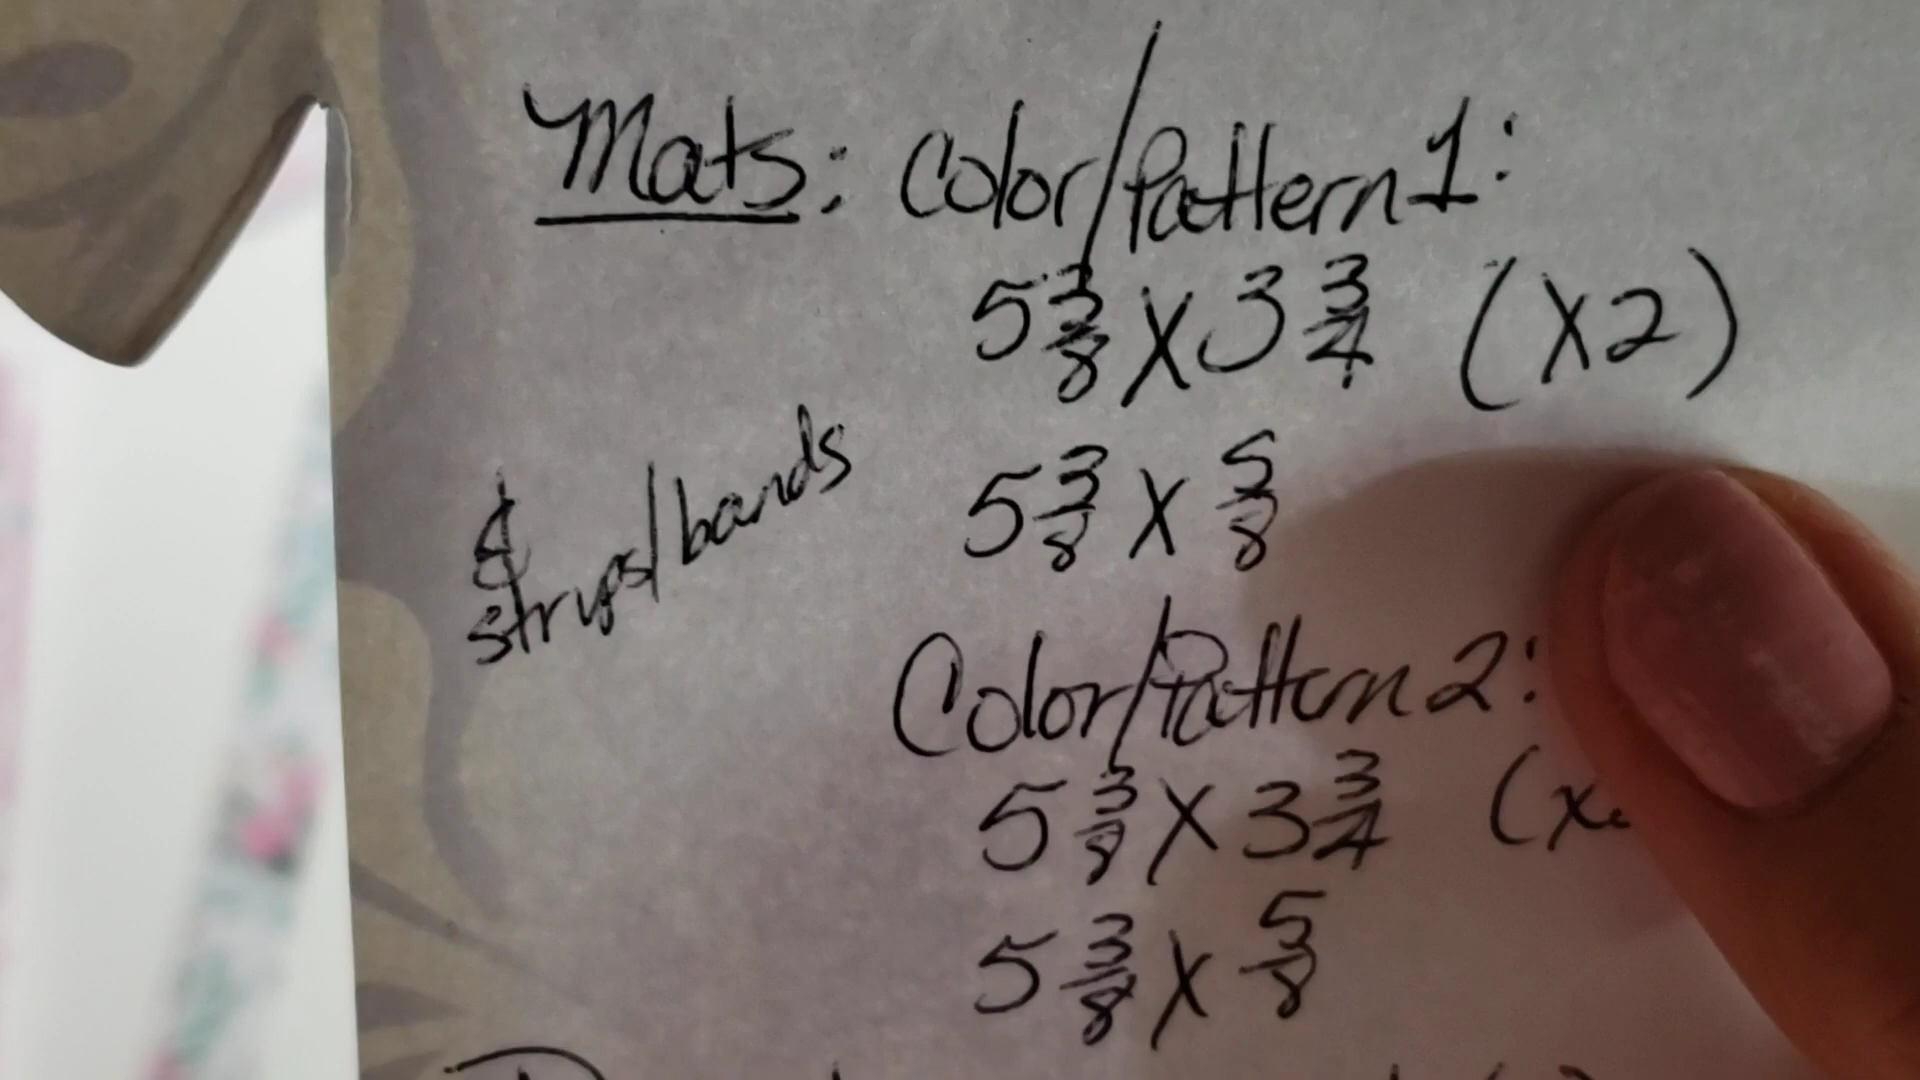 Mats: Color/Pattern 1:
5 3/8 X 3 3/4 (X2)
& strips/bands
5 3/8 X 5/8
Color/Pattern 2:
5 3/8 X 3 3/4 (x
5 3/8 X 5/8